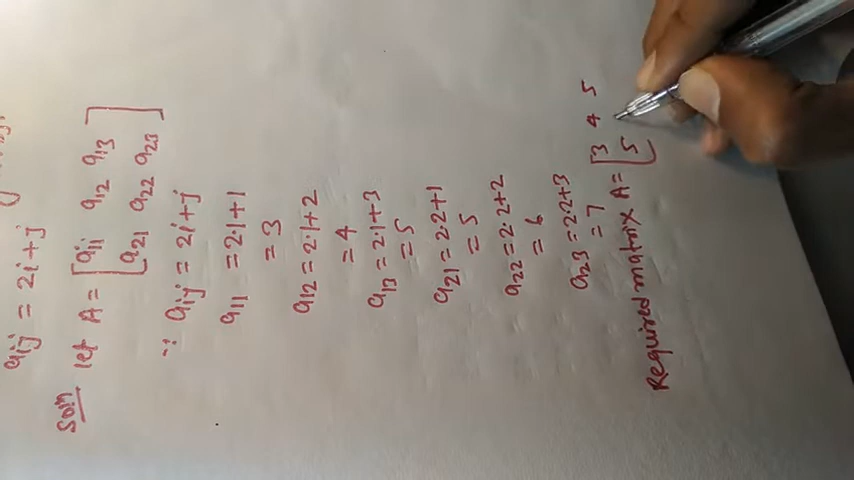 aij = 2i+j
Soln let A = [a11 a12 a13
a21 a22 a23]
∵ aij = 2i+j
a11 = 2·1+1
= 3
a12 = 2·1+2
= 4
a13 = 2·1+3
= 5
a21 = 2·2+1
= 5
a22 = 2·2+2
= 6
a23 = 2·2+3
= 7
Required matrix A = [3 4 5
5